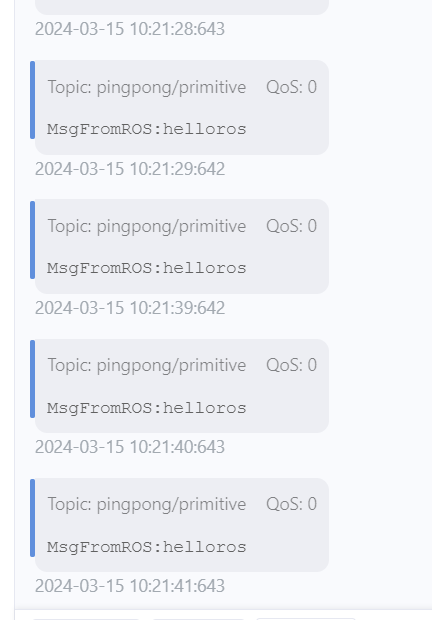 2024-03-15 10:21:28:643
Topic: pingpong/primitive QoS: 0
MsgFromROS:helloros
2024-03-15 10:21:29:642
Topic: pingpong/primitive QoS: 0
MsgFromROS:helloros
2024-03-15 10:21:39:642
Topic: pingpong/primitive QoS: 0
MsgFromROS:helloros
2024-03-15 10:21:40:643
Topic: pingpong/primitive QoS: 0
MsgFromROS:helloros
2024-03-15 10:21:41:643